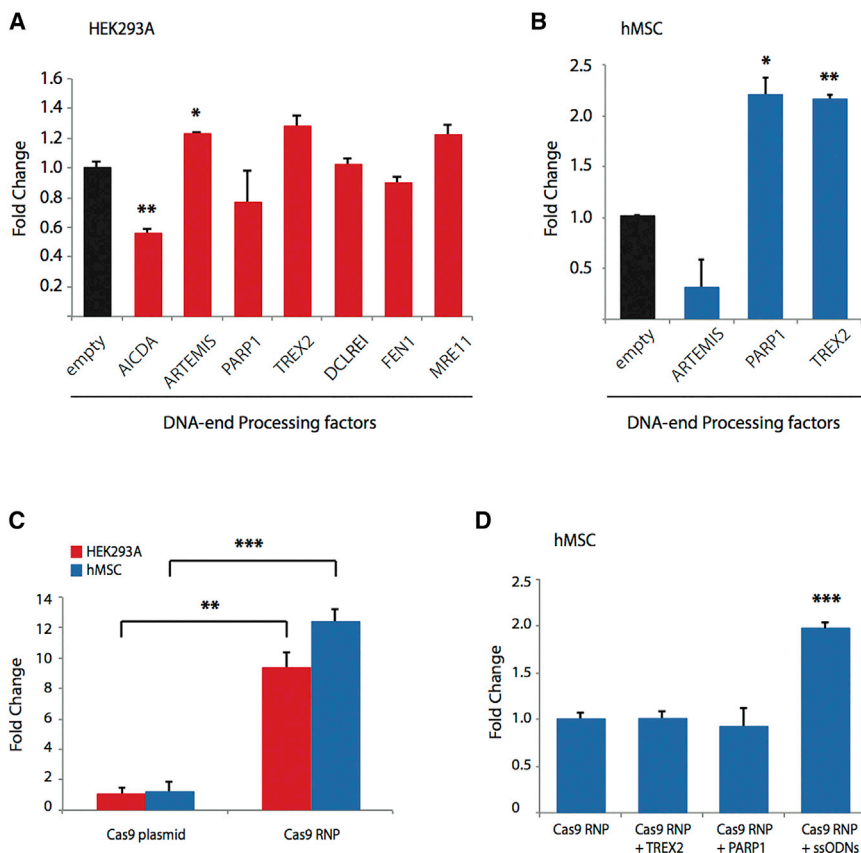 A
HEK293A
Fold Change
1.6
1.4
1.2
1.0
0.8
0.6
0.4
0.2
**
*
empty
AICDA
ARTEMIS
PARP1
TREX2
DCLREI
FEN1
MRE11
DNA-end Processing factors
B
hMSC
Fold Change
2.5
2.0
1.0
0.5
*
**
empty
ARTEMIS
PARP1
TREX2
DNA-end Processing factors
C
HEK293A
hMSC
Fold Change
14
12
10
8
6
4
2
0
**
***
Cas9 plasmid
Cas9 RNP
D
hMSC
Fold Change
2.5
2.0
1.5
1.0
0.5
0
***
Cas9 RNP
Cas9 RNP
+ TREX2
Cas9 RNP
+ PARP1
Cas9 RNP
+ ssODNs